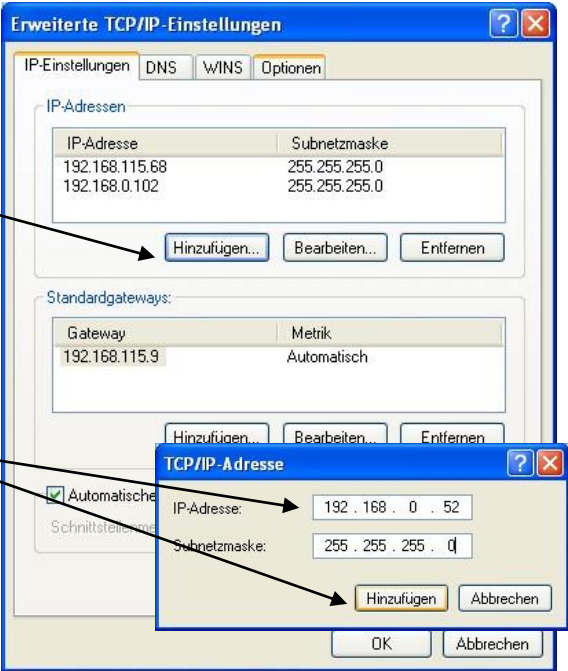 Erweiterte TCP/IP-Einstellungen
IP-Einstellungen DNS WINS Optionen
IP-Adressen
IP-Adresse Subnetzmaske
192.168.115.68 255.255.255.0
192.168.0.102 255.255.255.0
Hinzufügen... Bearbeiten... Entfernen
Standardgateways:
Gateway Metrik
192.168.115.9 Automatisch
Hinzufügen... Bearbeiten... Entfernen
Automatische
TCP/IP-Adresse
IP-Adresse: 192 . 168 . 0 . 52
Subnetzmaske: 255 . 255 . 255 . 0
Hinzufügen Abbrechen
OK Abbrechen